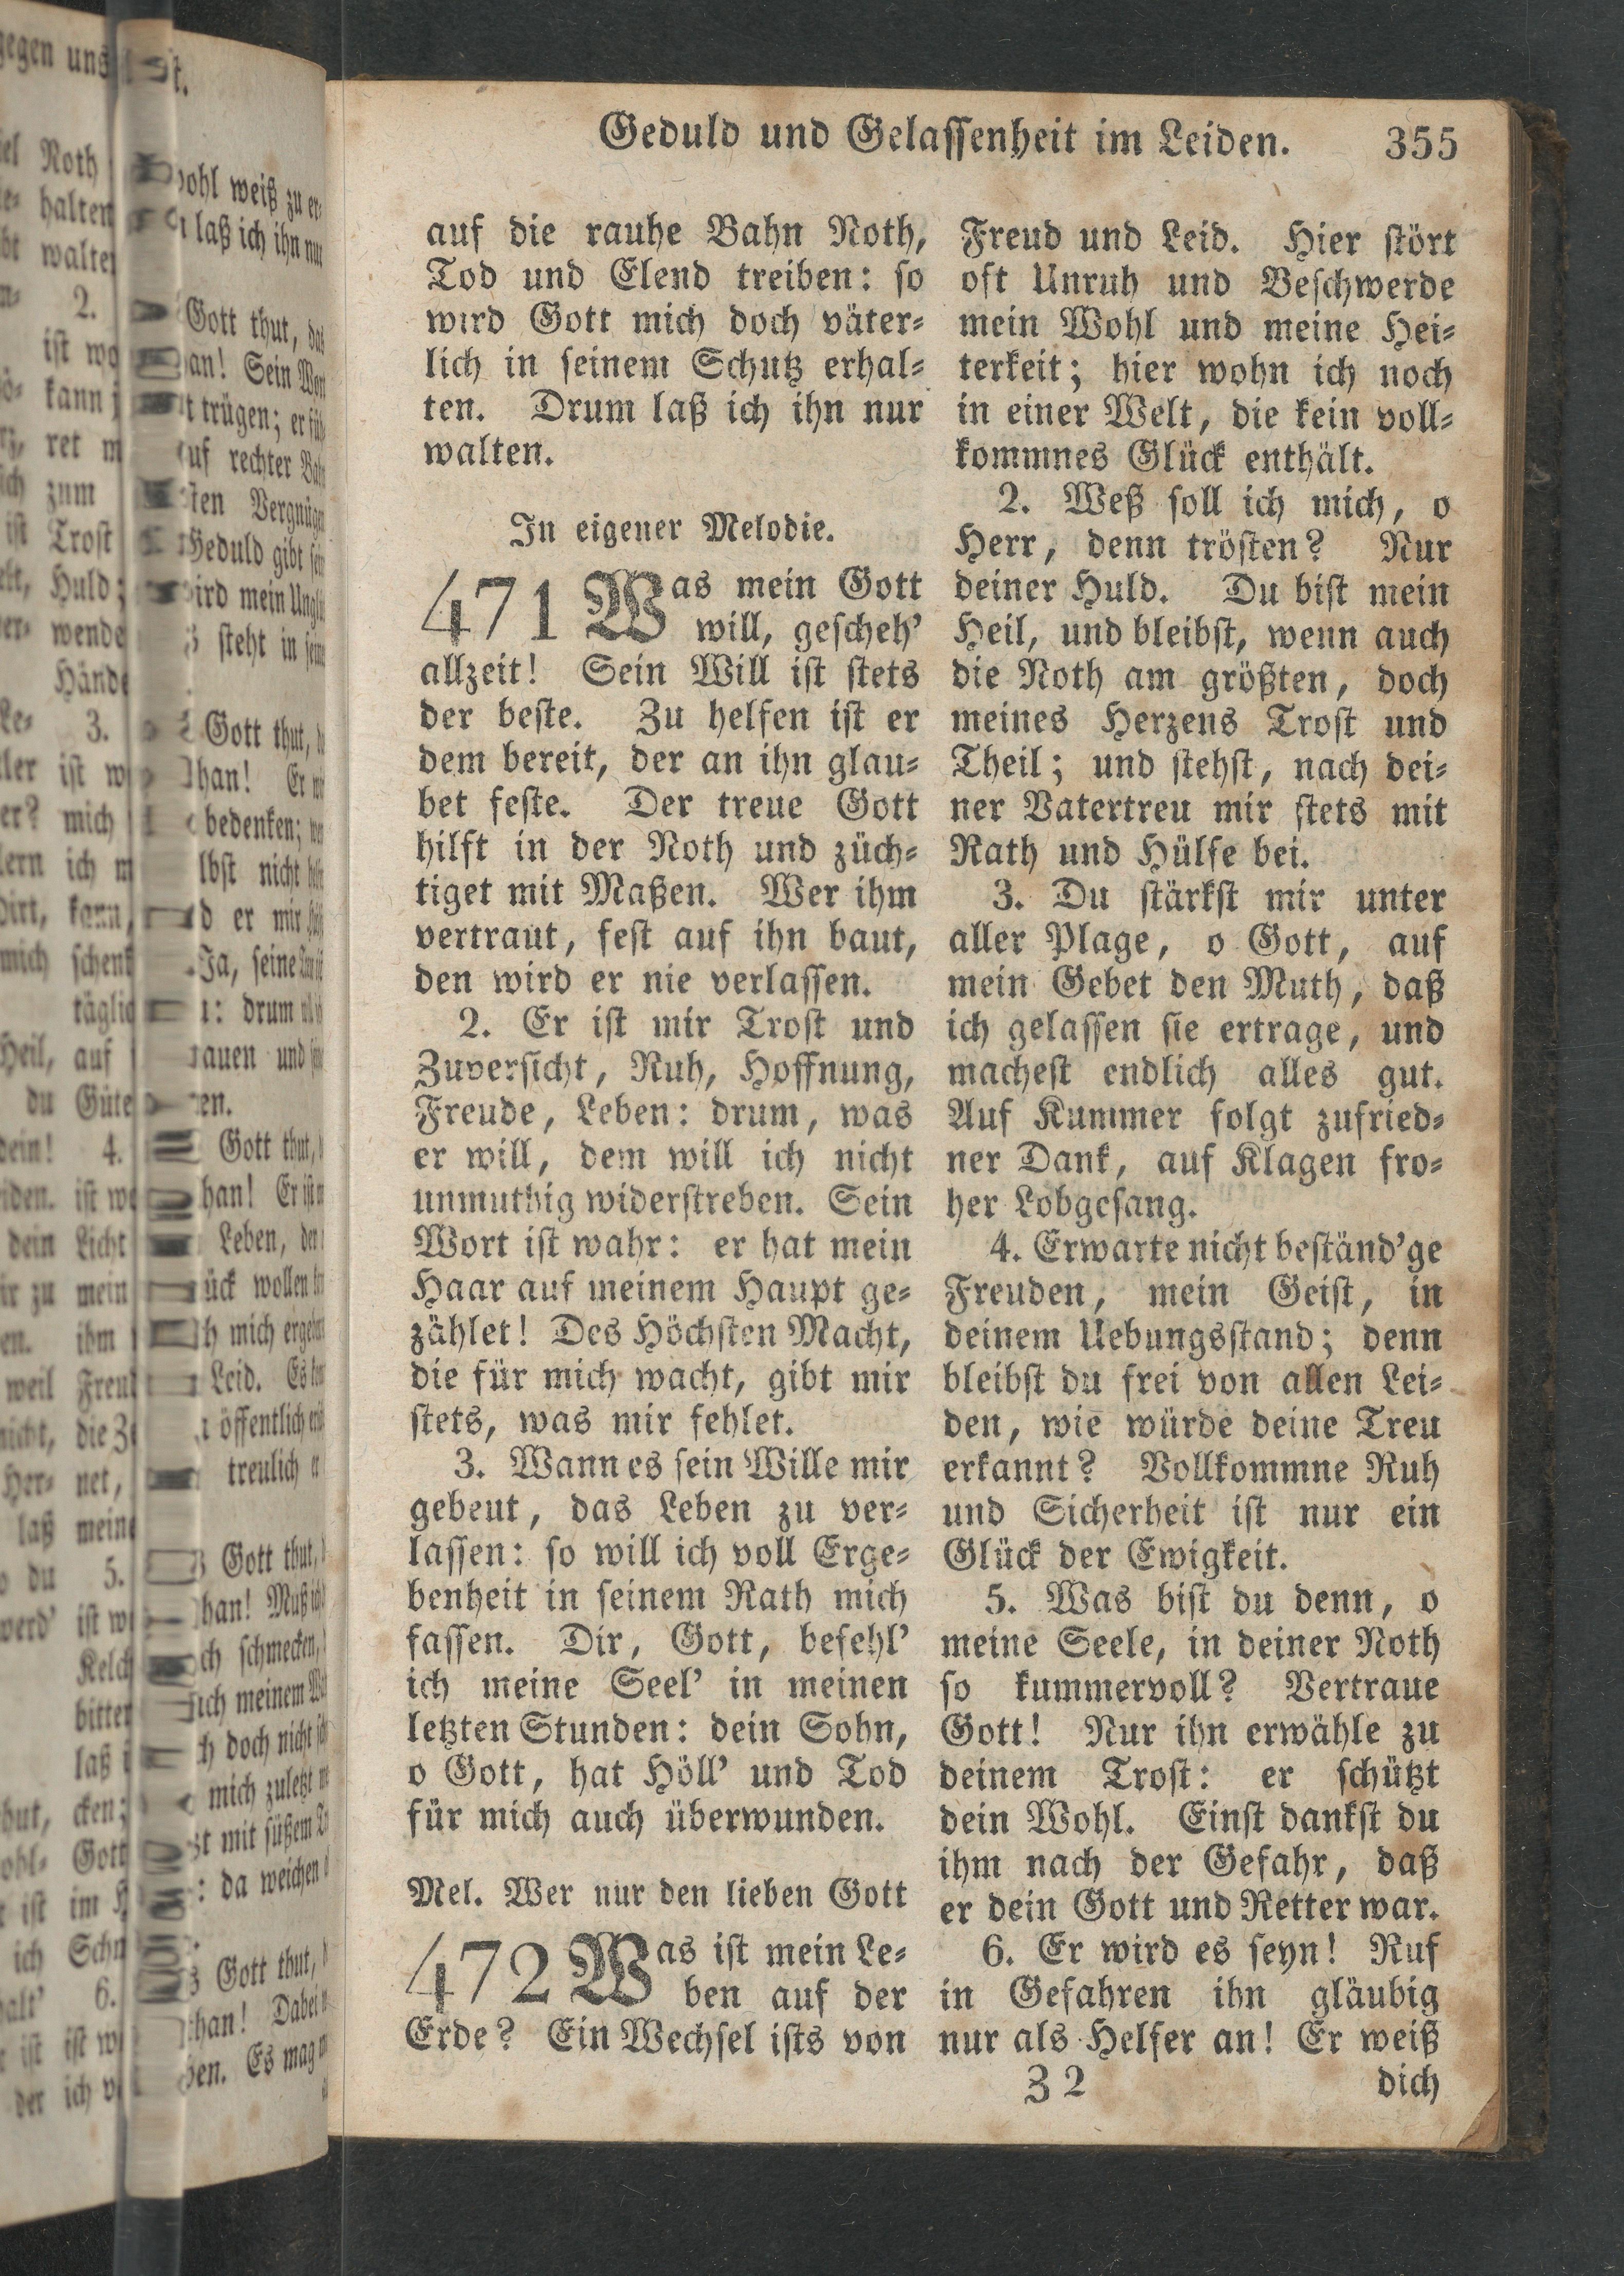 Geduld und Gelassenheit im Leiden. 355
auf die rauhe Bahn Noth,
Tod und Elend treiben: so
wird Gott mich doch väter-
lich in seinem Schutz erhal-
ten. Drum laß ich ihn nur
walten.
In eigener Melodie.
471 Was mein Gott
will, gescheh'
allzeit! Sein Will ist stets
der beste. Zu helfen ist er
dem bereit, der an ihn glau-
bet feste. Der treue Gott
hilft in der Noth und züch-
tiget mit Maßen. Wer ihm
vertraut, fest auf ihn baut,
den wird er nie verlassen.
2. Er ist mir Trost und
Zuversicht, Ruh, Hoffnung,
Freude, Leben: drum, was
er will, dem will ich nicht
unmuthig widerstreben. Sein
Wort ist wahr: er hat mein
Haar auf meinem Haupt ge-
zählet! Des Höchsten Macht,
die für mich wacht, gibt mir
stets, was mir fehlet.
3. Wann es sein Wille mir
gebeut, das Leben zu ver-
lassen: so will ich voll Erge-
benheit in seinem Rath mich
fassen. Dir, Gott, befehl'
ich meine Seel' in meinen
letzten Stunden: dein Sohn,
o Gott, hat Höll' und Tod
für mich auch überwunden.
Mel. Wer nur den lieben Gott
472 Was ist mein Le-
ben auf der
Erde? Ein Wechsel ists von
Freud und Leid. Hier stört
oft Unruh und Beschwerde
mein Wohl und meine Hei-
terkeit; hier wohn ich noch
in einer Welt, die kein voll-
kommnes Glück enthält.
2. Weß soll ich mich, o
Herr, denn trösten? Nur
deiner Huld. Du bist mein
Heil, und bleibst, wenn auch
die Noth am größten, doch
meines Herzens Trost und
Theil; und stehst, nach dei-
ner Vatertreu mir stets mit
Rath und Hülfe bei.
3. Du stärkst mir unter
aller Plage, o Gott, auf
mein Gebet den Muth, daß
ich gelassen sie ertrage, und
machest endlich alles gut.
Auf Kummer folgt zufried-
ner Dank, auf Klagen fro-
her Lobgesang.
4. Erwarte nicht beständ'ge
Freuden, mein Geist, in
deinem Uebungsstand; denn
bleibst du frei von allen Lei-
den, wie würde deine Treu
erkannt? Vollkommne Ruh
und Sicherheit ist nur ein
Glück der Ewigkeit.
5. Was bist du denn, o
meine Seele, in deiner Noth
so kummervoll? Vertraue
Gott! Nur ihn erwähle zu
deinem Trost: er schützt
dein Wohl. Einst dankst du
ihm nach der Gefahr, daß
er dein Gott und Retter war.
6. Er wird es seyn! Ruf
in Gefahren ihn gläubig
nur als Helfer an! Er weiß
Z 2 dich